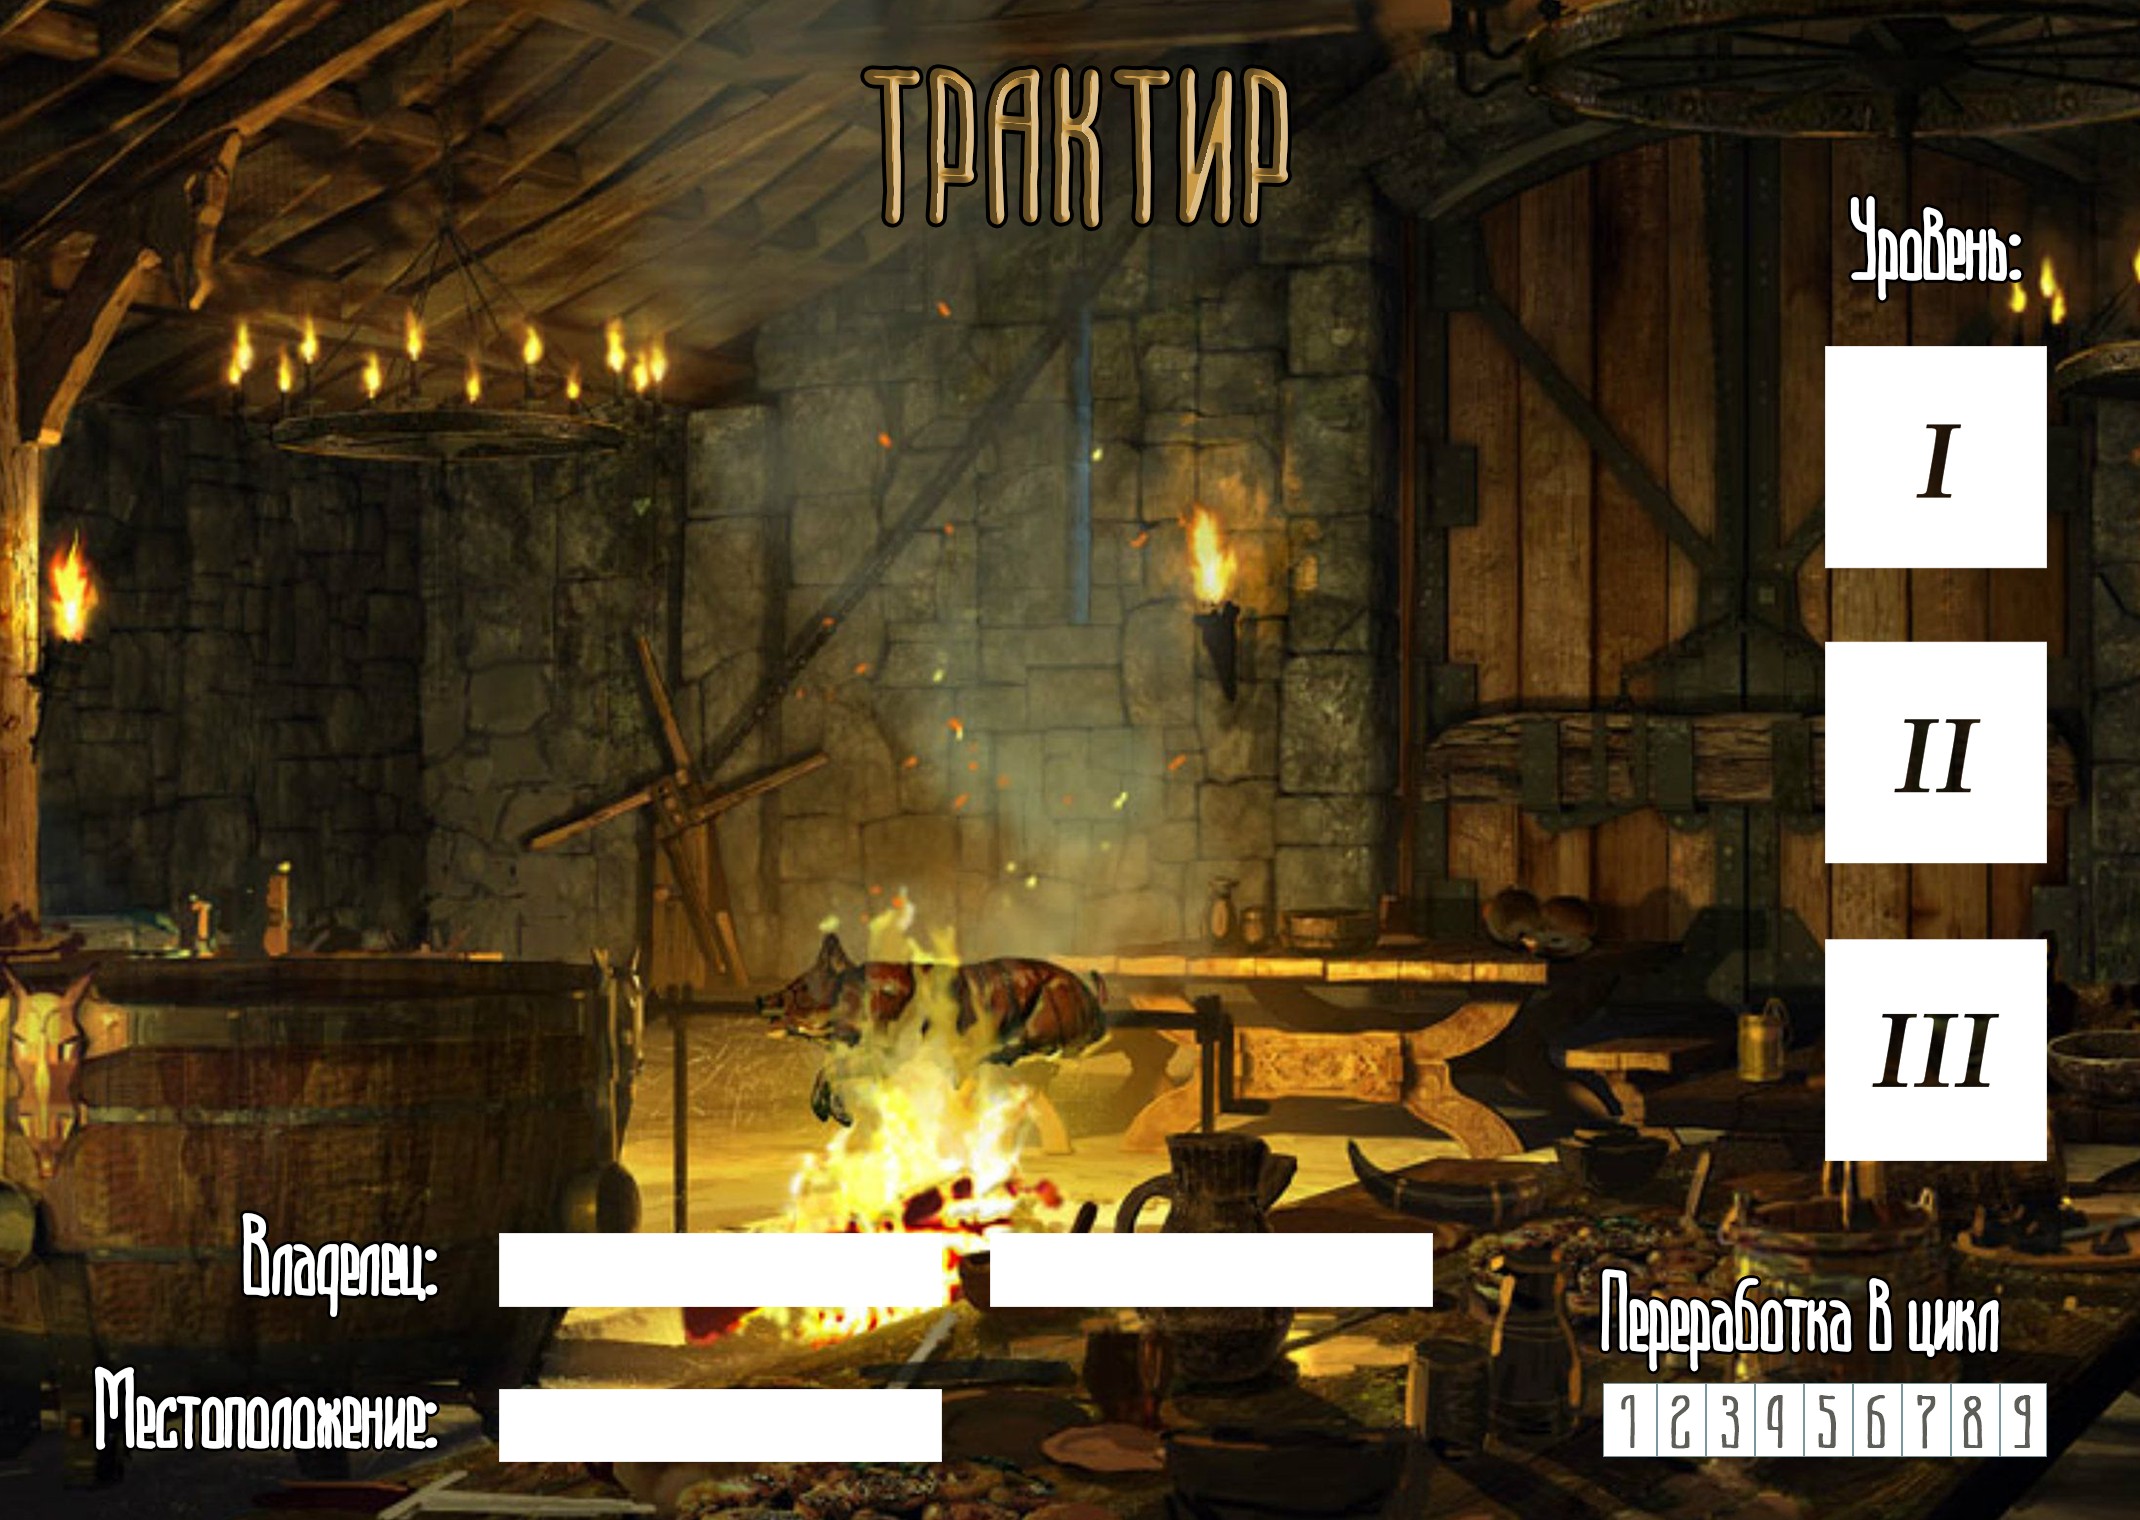 ТРАКТИР
Уровень:
I
II
III
Владелец:
Местоположение:
Переработка в цикл
1 2 3 4 5 6 7 8 9